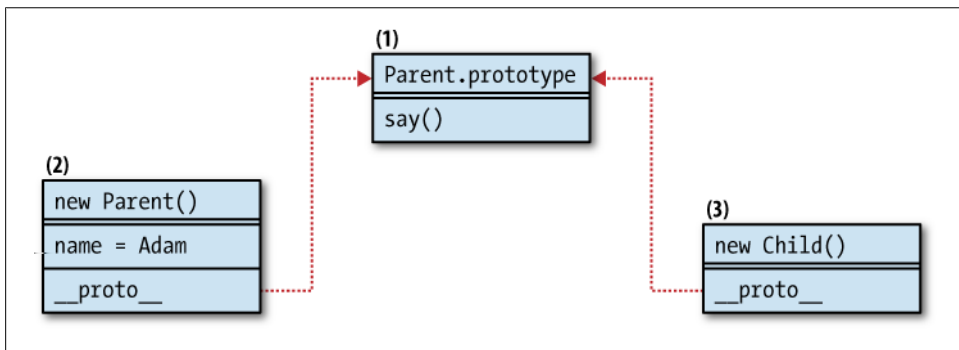 (1)
Parent.prototype
say()
(2)
new Parent()
name = Adam
__proto__
(3)
new Child()
__proto__